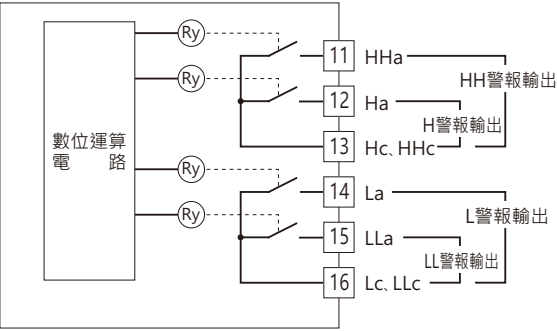 數位運算
電 路
Ry
Ry
Ry
Ry
11 HHa
12 Ha
13 Hc、HHc
HH警報輸出
H警報輸出
14 La
15 LLa
16 Lc、LLc
L警報輸出
LL警報輸出